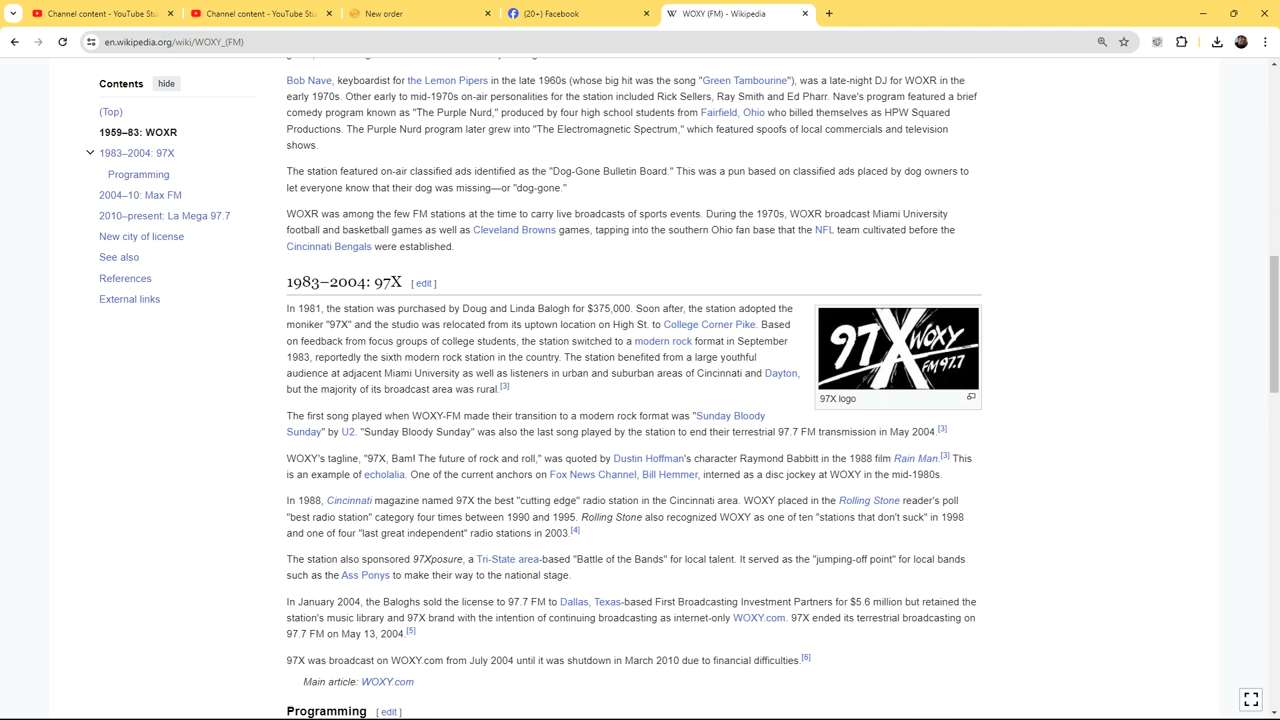 Channel content - YouTube Stu
Channel content - YouTube Stu
New order
(20+) Facebook
WOXY (FM) - Wikipedia
en.wikipedia.org/wiki/WOXY_(FM)
Contents hide
(Top)
1959–83: WOXR
1983–2004: 97X
Programming
2004–10: Max FM
2010–present: La Mega 97.7
New city of license
See also
References
External links
Bob Nave, keyboardist for the Lemon Pipers in the late 1960s (whose big hit was the song "Green Tambourine"), was a late-night DJ for WOXR in the
early 1970s. Other early to mid-1970s on-air personalities for the station included Rick Sellers, Ray Smith and Ed Pharr. Nave's program featured a brief
comedy program known as "The Purple Nurd," produced by four high school students from Fairfield, Ohio who billed themselves as HPW Squared
Productions. The Purple Nurd program later grew into "The Electromagnetic Spectrum," which featured spoofs of local commercials and television
shows.
The station featured on-air classified ads identified as the "Dog-Gone Bulletin Board." This was a pun based on classified ads placed by dog owners to
let everyone know that their dog was missing—or "dog-gone."
WOXR was among the few FM stations at the time to carry live broadcasts of sports events. During the 1970s, WOXR broadcast Miami University
football and basketball games as well as Cleveland Browns games, tapping into the southern Ohio fan base that the NFL team cultivated before the
Cincinnati Bengals were established.
1983–2004: 97X [ edit ]
In 1981, the station was purchased by Doug and Linda Balogh for $375,000. Soon after, the station adopted the
moniker "97X" and the studio was relocated from its uptown location on High St. to College Corner Pike. Based
on feedback from focus groups of college students, the station switched to a modern rock format in September
1983, reportedly the sixth modern rock station in the country. The station benefited from a large youthful
audience at adjacent Miami University as well as listeners in urban and suburban areas of Cincinnati and Dayton,
but the majority of its broadcast area was rural.[3]
97X WOXY
FM 97.7
97X logo
The first song played when WOXY-FM made their transition to a modern rock format was "Sunday Bloody
Sunday" by U2. "Sunday Bloody Sunday" was also the last song played by the station to end their terrestrial 97.7 FM transmission in May 2004.[3]
WOXY's tagline, "97X, Bam! The future of rock and roll," was quoted by Dustin Hoffman's character Raymond Babbitt in the 1988 film Rain Man.[3] This
is an example of echolalia. One of the current anchors on Fox News Channel, Bill Hemmer, interned as a disc jockey at WOXY in the mid-1980s.
In 1988, Cincinnati magazine named 97X the best "cutting edge" radio station in the Cincinnati area. WOXY placed in the Rolling Stone reader's poll
"best radio station" category four times between 1990 and 1995. Rolling Stone also recognized WOXY as one of ten "stations that don't suck" in 1998
and one of four "last great independent" radio stations in 2003.[4]
The station also sponsored 97Xposure, a Tri-State area-based "Battle of the Bands" for local talent. It served as the "jumping-off point" for local bands
such as the Ass Ponys to make their way to the national stage.
In January 2004, the Baloghs sold the license to 97.7 FM to Dallas, Texas-based First Broadcasting Investment Partners for $5.6 million but retained the
station's music library and 97X brand with the intention of continuing broadcasting as internet-only WOXY.com. 97X ended its terrestrial broadcasting on
97.7 FM on May 13, 2004.[5]
97X was broadcast on WOXY.com from July 2004 until it was shutdown in March 2010 due to financial difficulties.[6]
Main article: WOXY.com
Programming [ edit ]